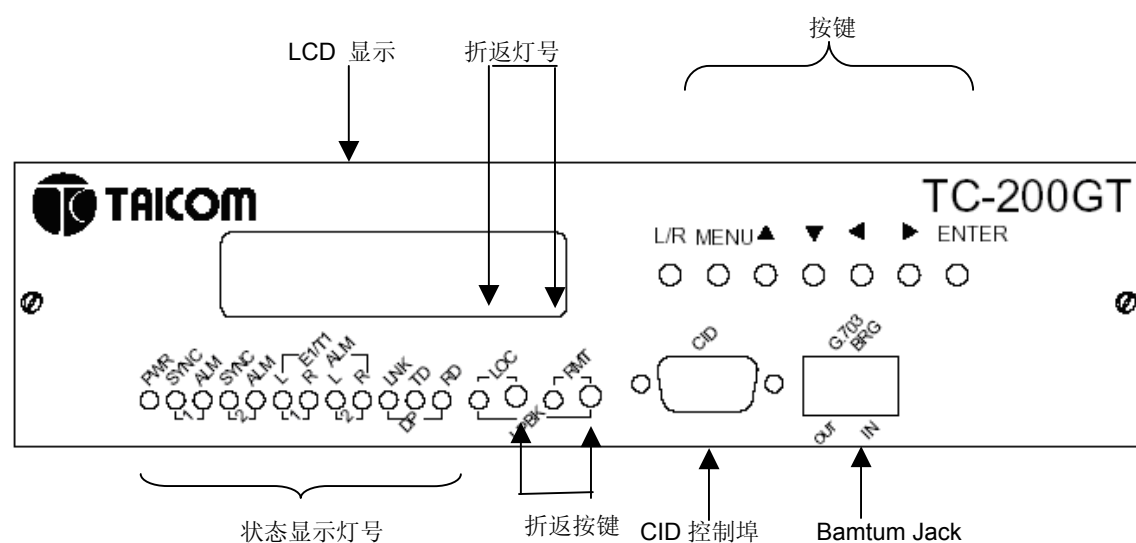 按键
LCD 显示
折返灯号
TAICOM
TC-200GT
L/R MENU▲ ▼ ◀ ▶ ENTER
PWR SYNC ALM SYNC ALM L E1/T1 R ALM L R LNK TD RD LOC RMT
1 2 1 2 DP LPBK
CID
G.703
BRG
OUT IN
状态显示灯号
折返按键
CID 控制埠
Bamtum Jack